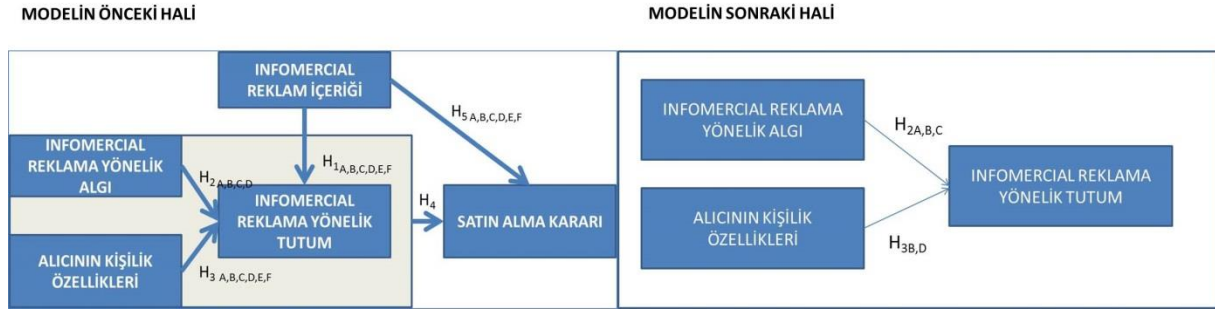 MODELİN ÖNCEKİ HALİ
INFOMERCIAL
REKLAM İÇERİĞİ
H5 A,B,C,D,E,F
INFOMERCIAL
REKLAMA YÖNELİK
ALGI
H1A,B,C,D,E,F
H2 A,B,C,D
INFOMERCIAL
REKLAMA YÖNELİK
TUTUM
H4
SATIN ALMA KARARI
ALICININ KİŞİLİK
ÖZELLİKLERİ
H3 A,B,C,D,E,F
MODELİN SONRAKİ HALİ
INFOMERCIAL REKLAMA
YÖNELİK ALGI
H2A,B,C
INFOMERCIAL REKLAMA
YÖNELİK TUTUM
ALICININ KİŞİLİK
ÖZELLİKLERİ
H3B,D